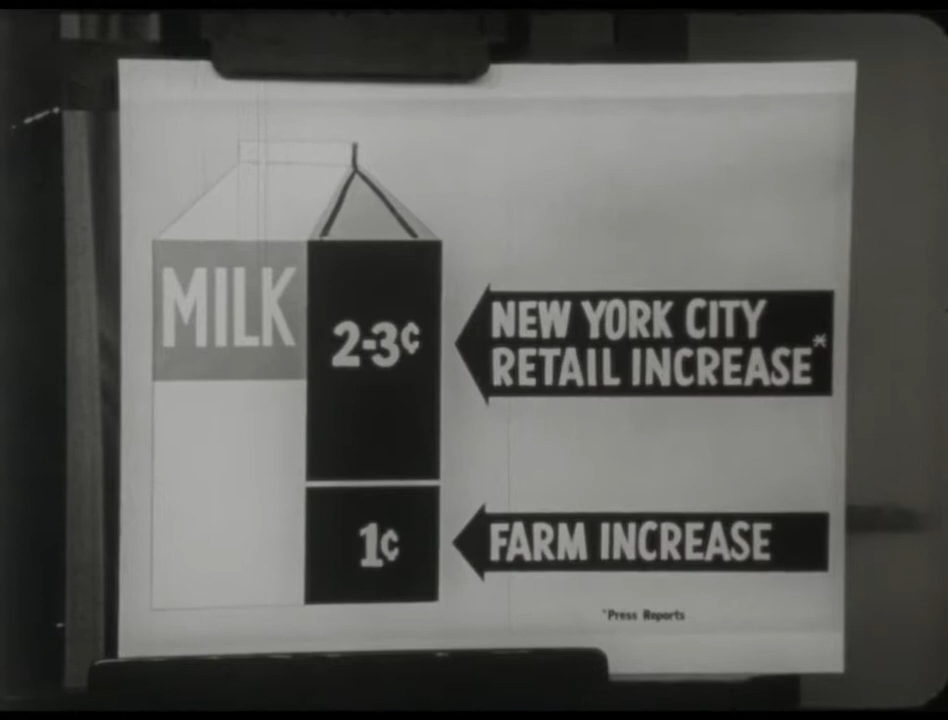 MILK
2-3¢
NEW YORK CITY
RETAIL INCREASE*
1¢
FARM INCREASE
*Press Reports